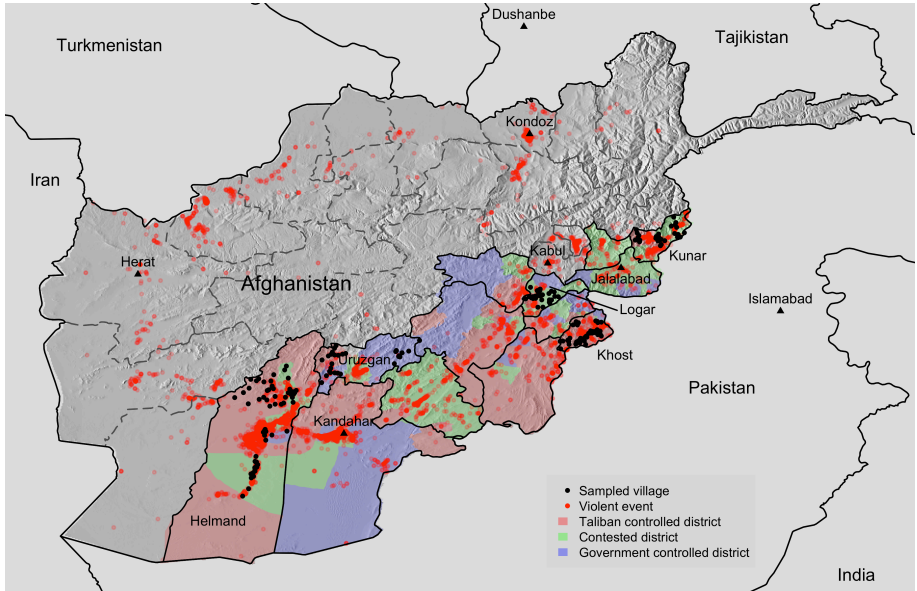 Dushanbe
Turkmenistan
Tajikistan
Kondoz
Iran
Kabul
Kunar
Herat
Afghanistan
Jalalabad
Islamabad
Logar
Uruzgan
Khost
Pakistan
Kandahar
Helmand
Sampled village
Violent event
Taliban controlled district
Contested district
Government controlled district
India